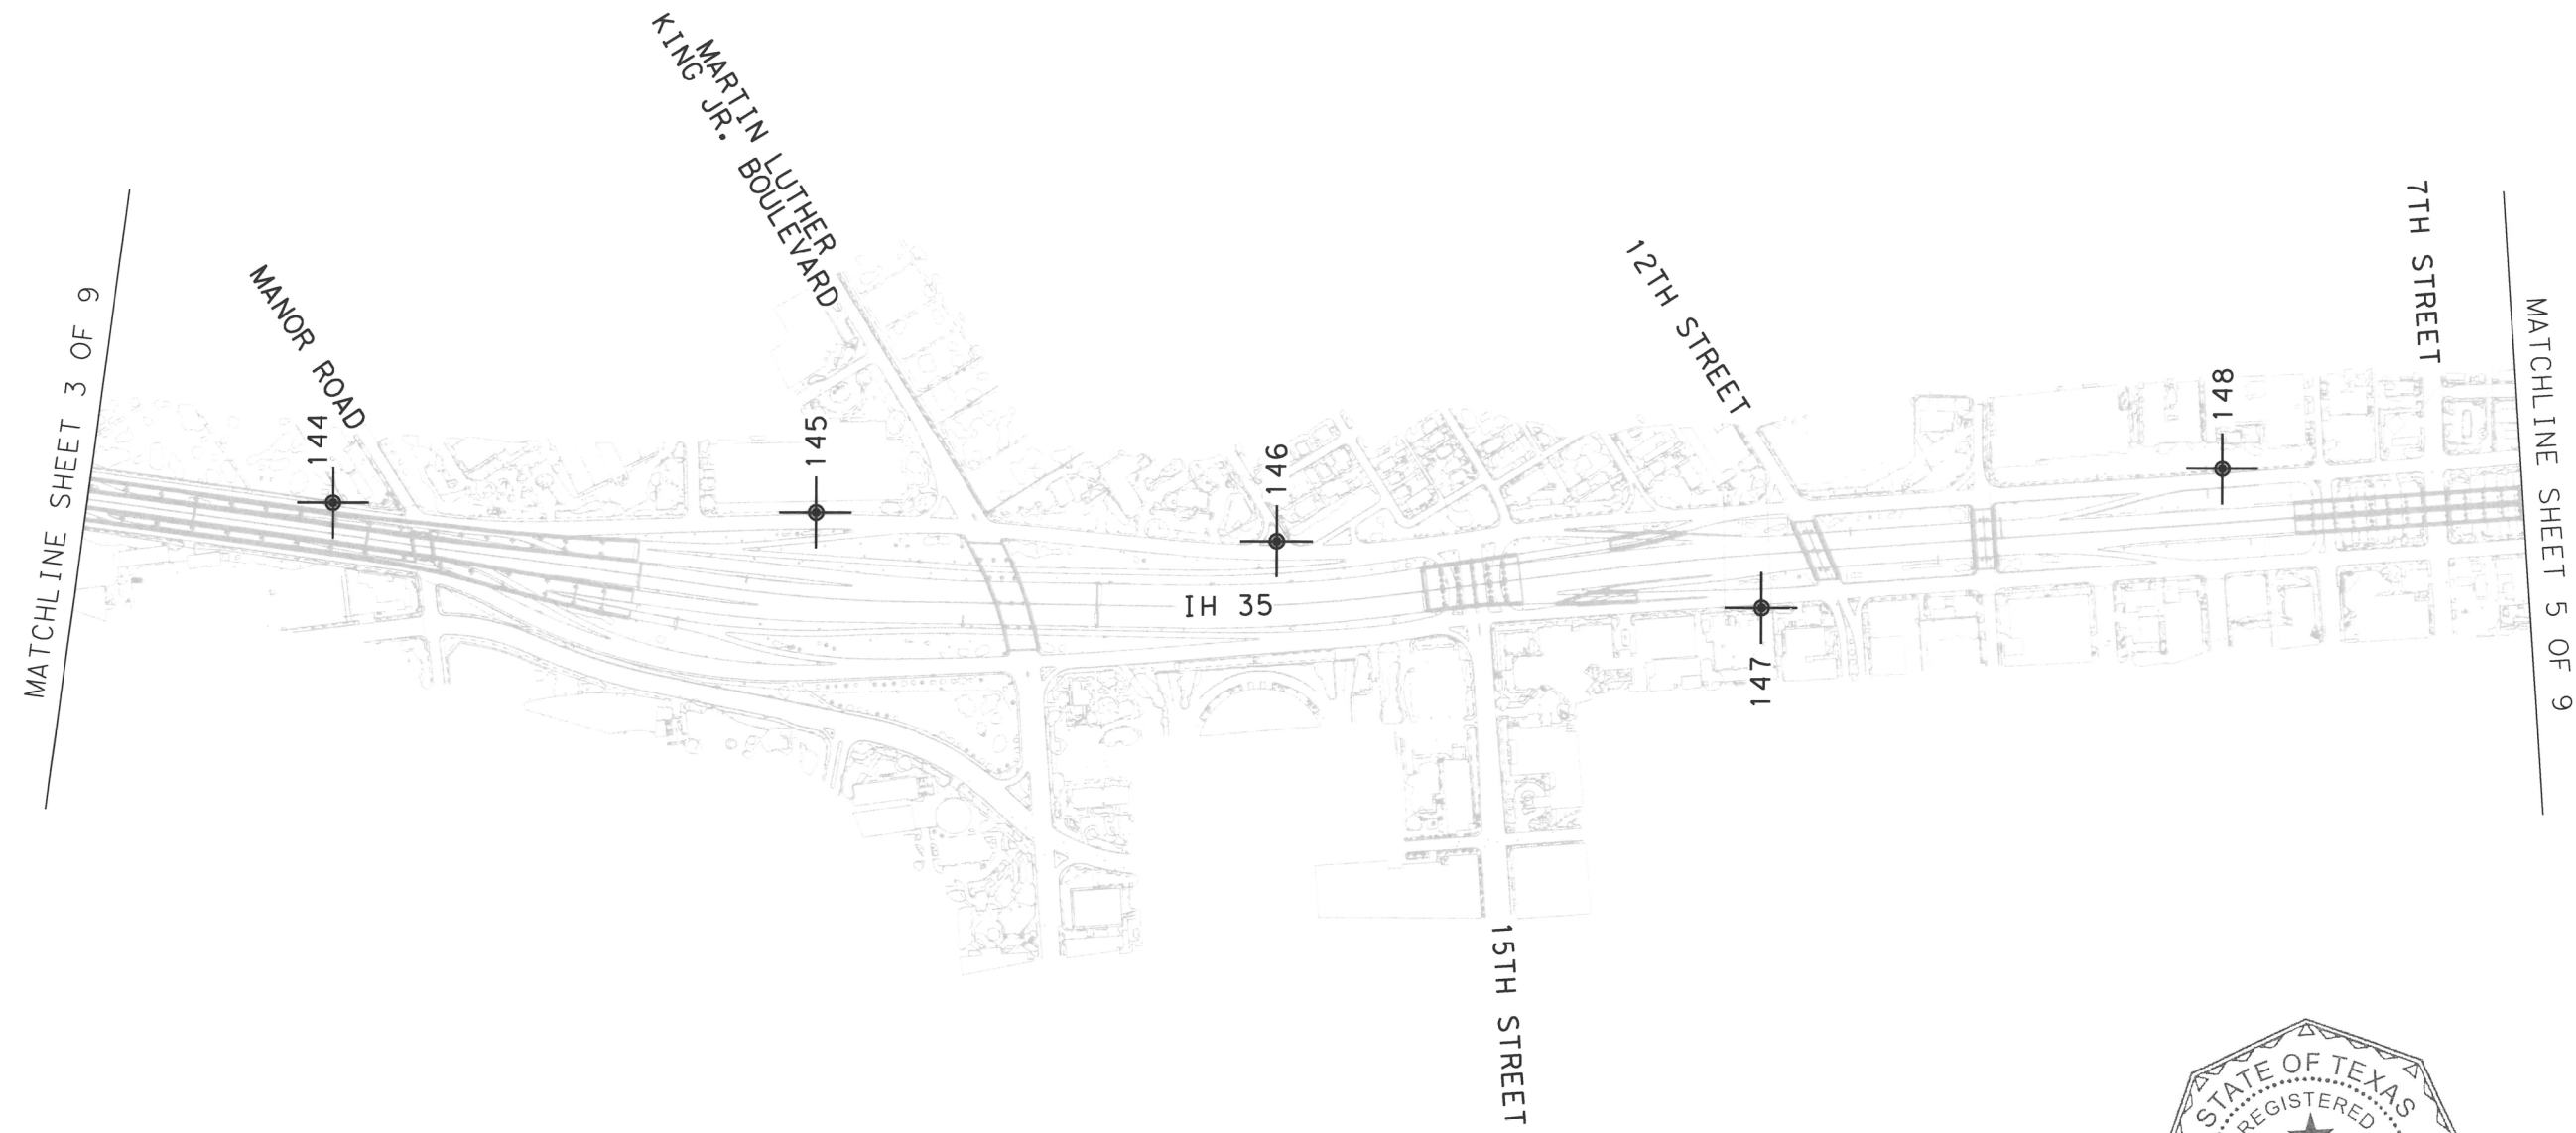 MATCHLINE SHEET 3 OF 9
MANOR ROAD
144
MARTIN LUTHER
KING JR. BOULEVARD
145
146
IH 35
12TH STREET
147
15TH STREET
148
7TH STREET
MATCHLINE SHEET 5 OF 9
STATE OF TEXAS
REGISTERED